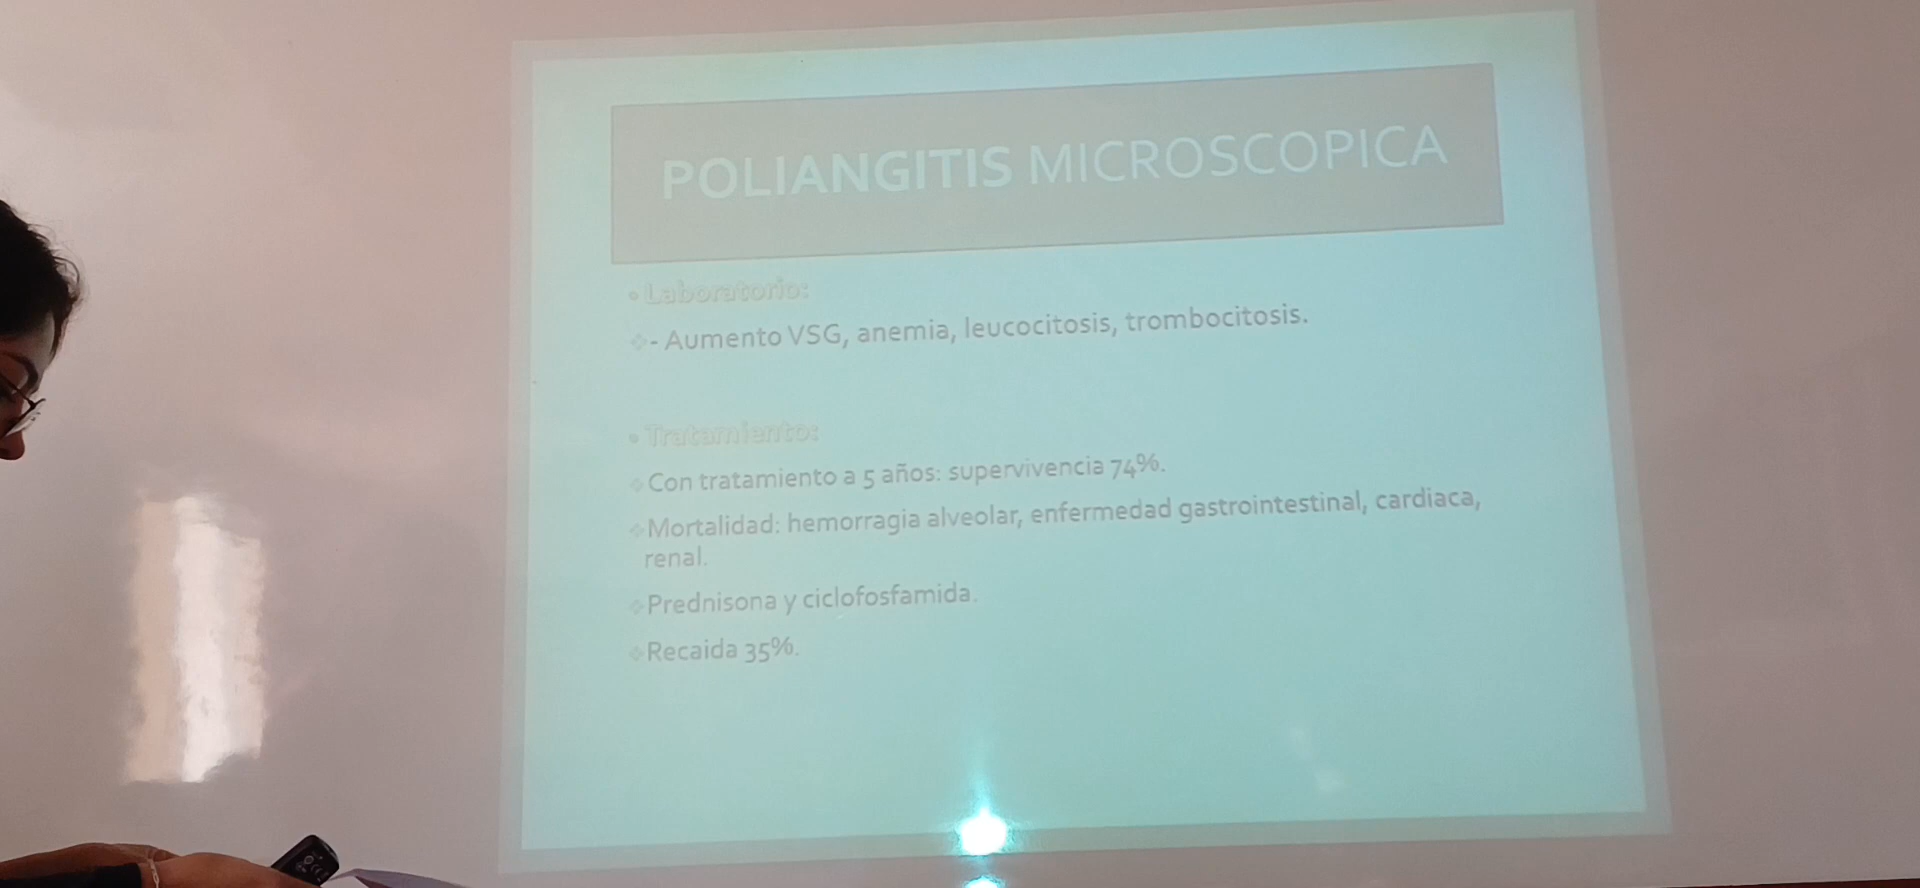 POLIANGITIS MICROSCOPICA
• Laboratorio:
- Aumento VSG, anemia, leucocitosis, trombocitosis.
• Tratamiento:
Con tratamiento a 5 años: supervivencia 74%.
Mortalidad: hemorragia alveolar, enfermedad gastrointestinal, cardiaca,
renal.
Prednisona y ciclofosfamida.
Recaida 35%.